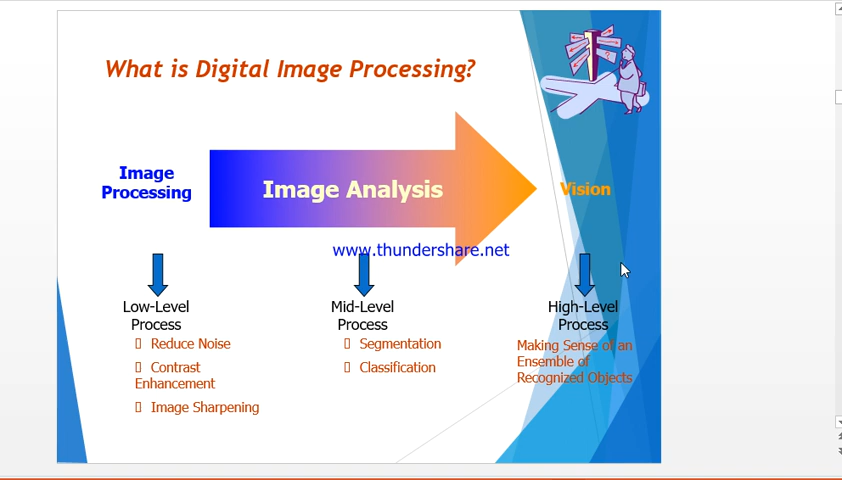 What is Digital Image Processing?
Image
Processing
Image Analysis
Vision
www.thundershare.net
Low-Level
Process
Reduce Noise
Contrast
Enhancement
Image Sharpening
Mid-Level
Process
Segmentation
Classification
High-Level
Process
Making Sense of an
Ensemble of
Recognized Objects